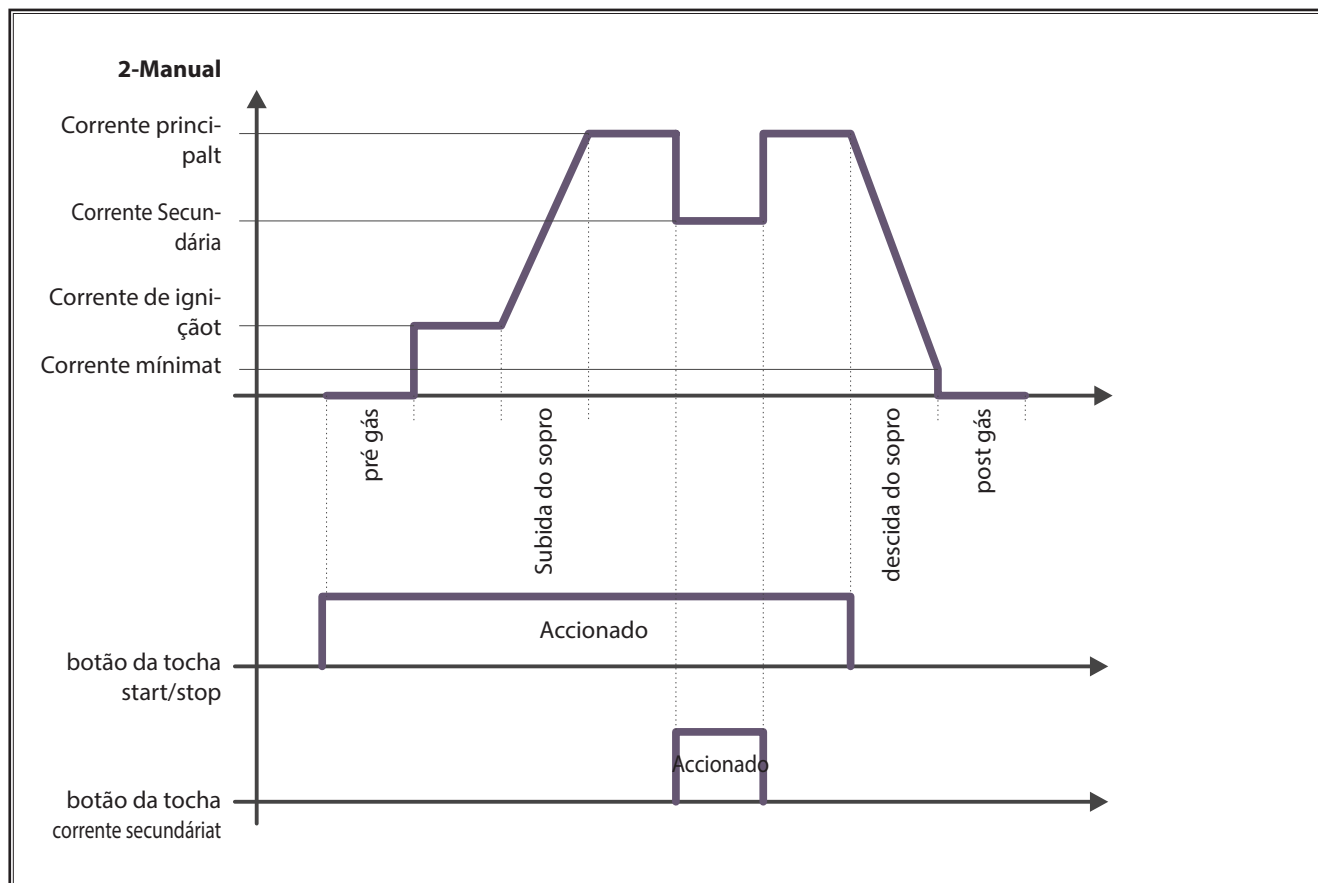 2-Manual
Corrente princi-
palt
Corrente Secun-
dária
Corrente de igni-
çãot
Corrente mínimat
pré gás
Subida do sopro
descida do sopro
post gás
Accionado
botão da tocha
start/stop
Accionado
botão da tocha
corrente secundáriat